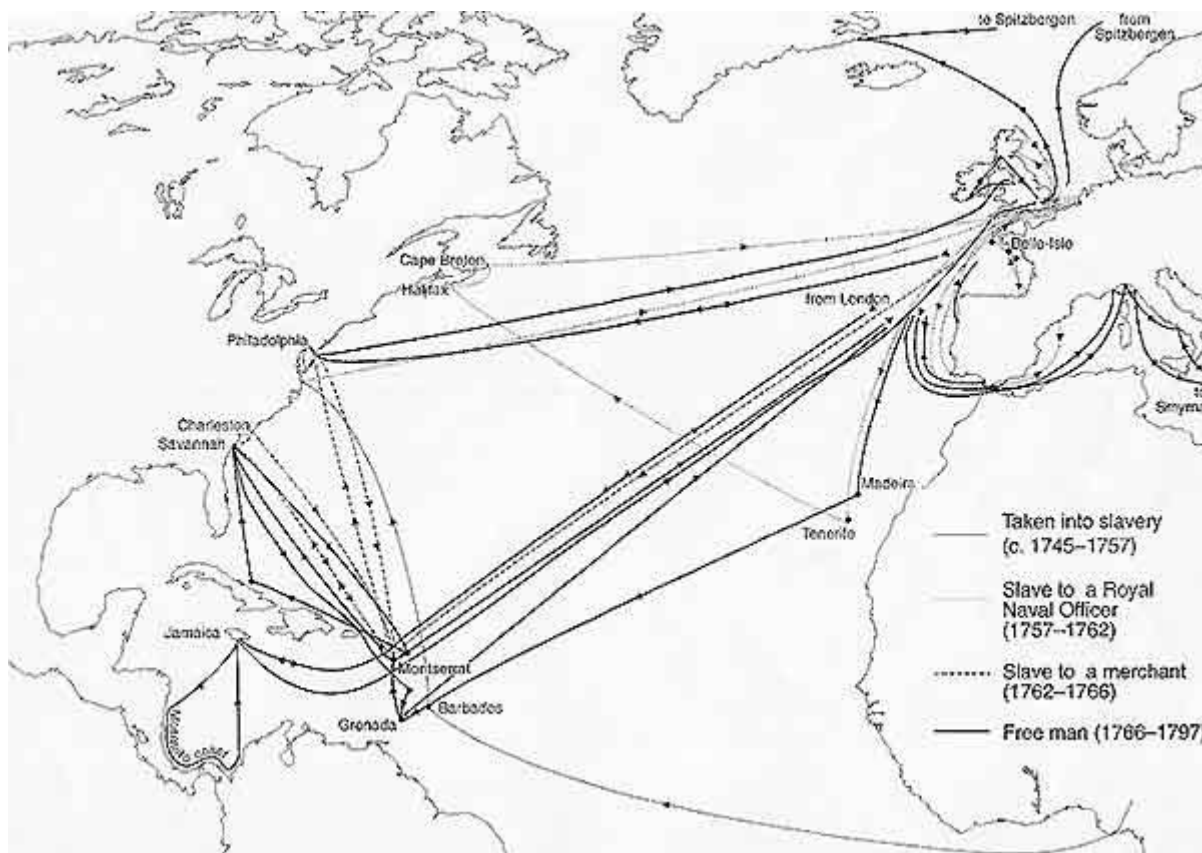 to Spitzbergen
from
Spitzbergen
Belle-Isle
Cape Breton
Halifax
from London
Philadelphia
to
Smyrna
Charleston
Savannah
Madeira
Tenerife
Jamaica
Montserrat
Barbados
Grenada
Mosquito coast
Taken into slavery
(c. 1745–1757)
Slave to a Royal
Naval Officer
(1757–1762)
Slave to a merchant
(1762–1766)
Free man (1766–1797)